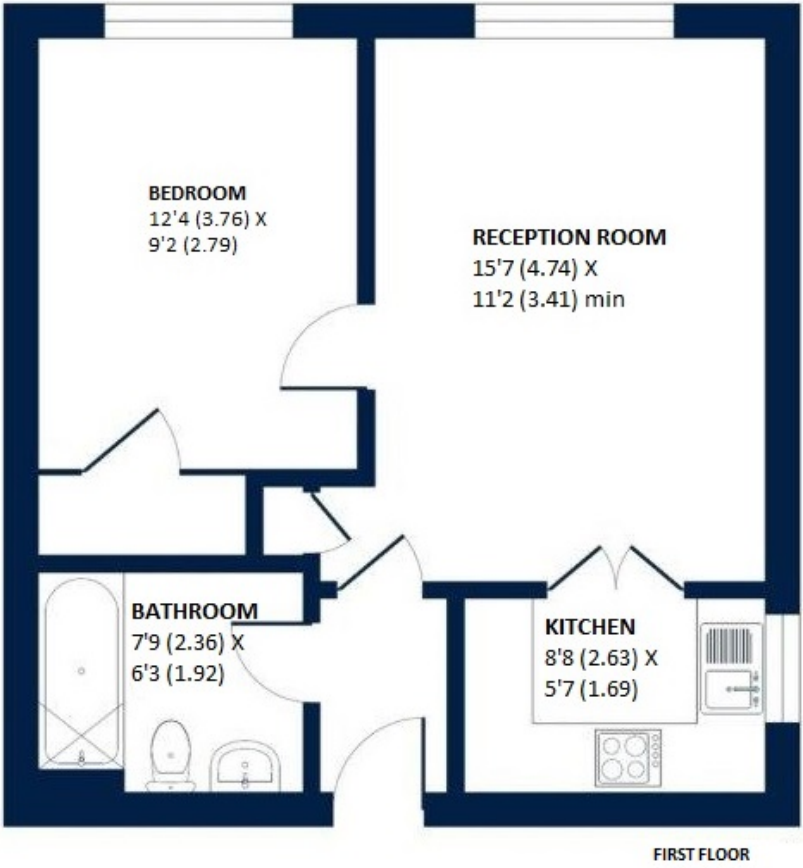 BEDROOM
12'4 (3.76) X
9'2 (2.79)
RECEPTION ROOM
15'7 (4.74) X
11'2 (3.41) min
BATHROOM
7'9 (2.36) X
6'3 (1.92)
KITCHEN
8'8 (2.63) X
5'7 (1.69)
FIRST FLOOR